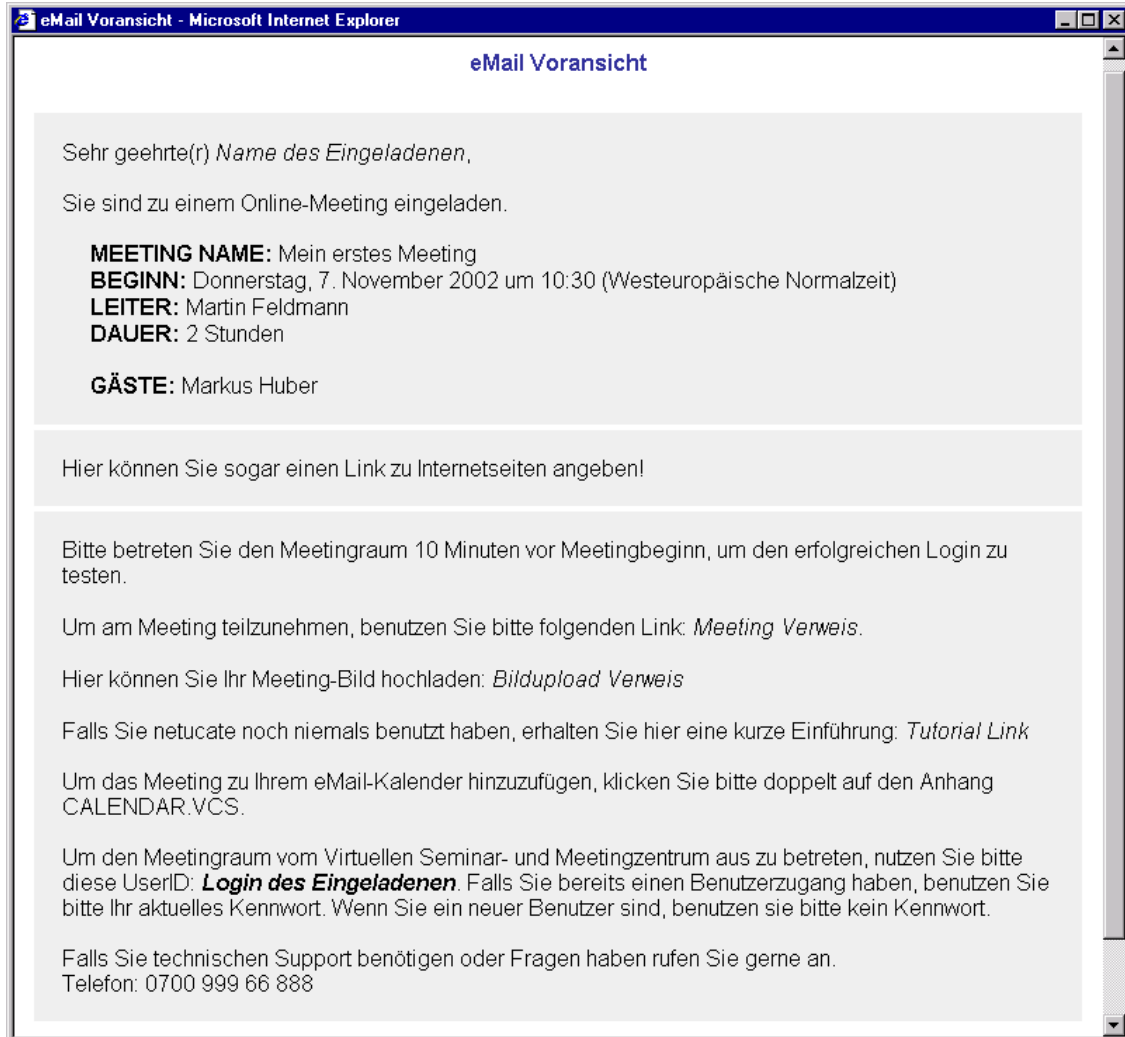 eMail Voransicht - Microsoft Internet Explorer
eMail Voransicht
Sehr geehrte(r) Name des Eingeladenen,
Sie sind zu einem Online-Meeting eingeladen.
MEETING NAME: Mein erstes Meeting
BEGINN: Donnerstag, 7. November 2002 um 10:30 (Westeuropäische Normalzeit)
LEITER: Martin Feldmann
DAUER: 2 Stunden
GÄSTE: Markus Huber
Hier können Sie sogar einen Link zu Internetseiten angeben!
Bitte betreten Sie den Meetingraum 10 Minuten vor Meetingbeginn, um den erfolgreichen Login zu
testen.
Um am Meeting teilzunehmen, benutzen Sie bitte folgenden Link: Meeting Verweis.
Hier können Sie Ihr Meeting-Bild hochladen: Bildupload Verweis
Falls Sie netucate noch niemals benutzt haben, erhalten Sie hier eine kurze Einführung: Tutorial Link
Um das Meeting zu Ihrem eMail-Kalender hinzuzufügen, klicken Sie bitte doppelt auf den Anhang
CALENDAR.VCS.
Um den Meetingraum vom Virtuellen Seminar- und Meetingzentrum aus zu betreten, nutzen Sie bitte
diese UserID: Login des Eingeladenen. Falls Sie bereits einen Benutzerzugang haben, benutzen Sie
bitte Ihr aktuelles Kennwort. Wenn Sie ein neuer Benutzer sind, benutzen sie bitte kein Kennwort.
Falls Sie technischen Support benötigen oder Fragen haben rufen Sie gerne an.
Telefon: 0700 999 66 888